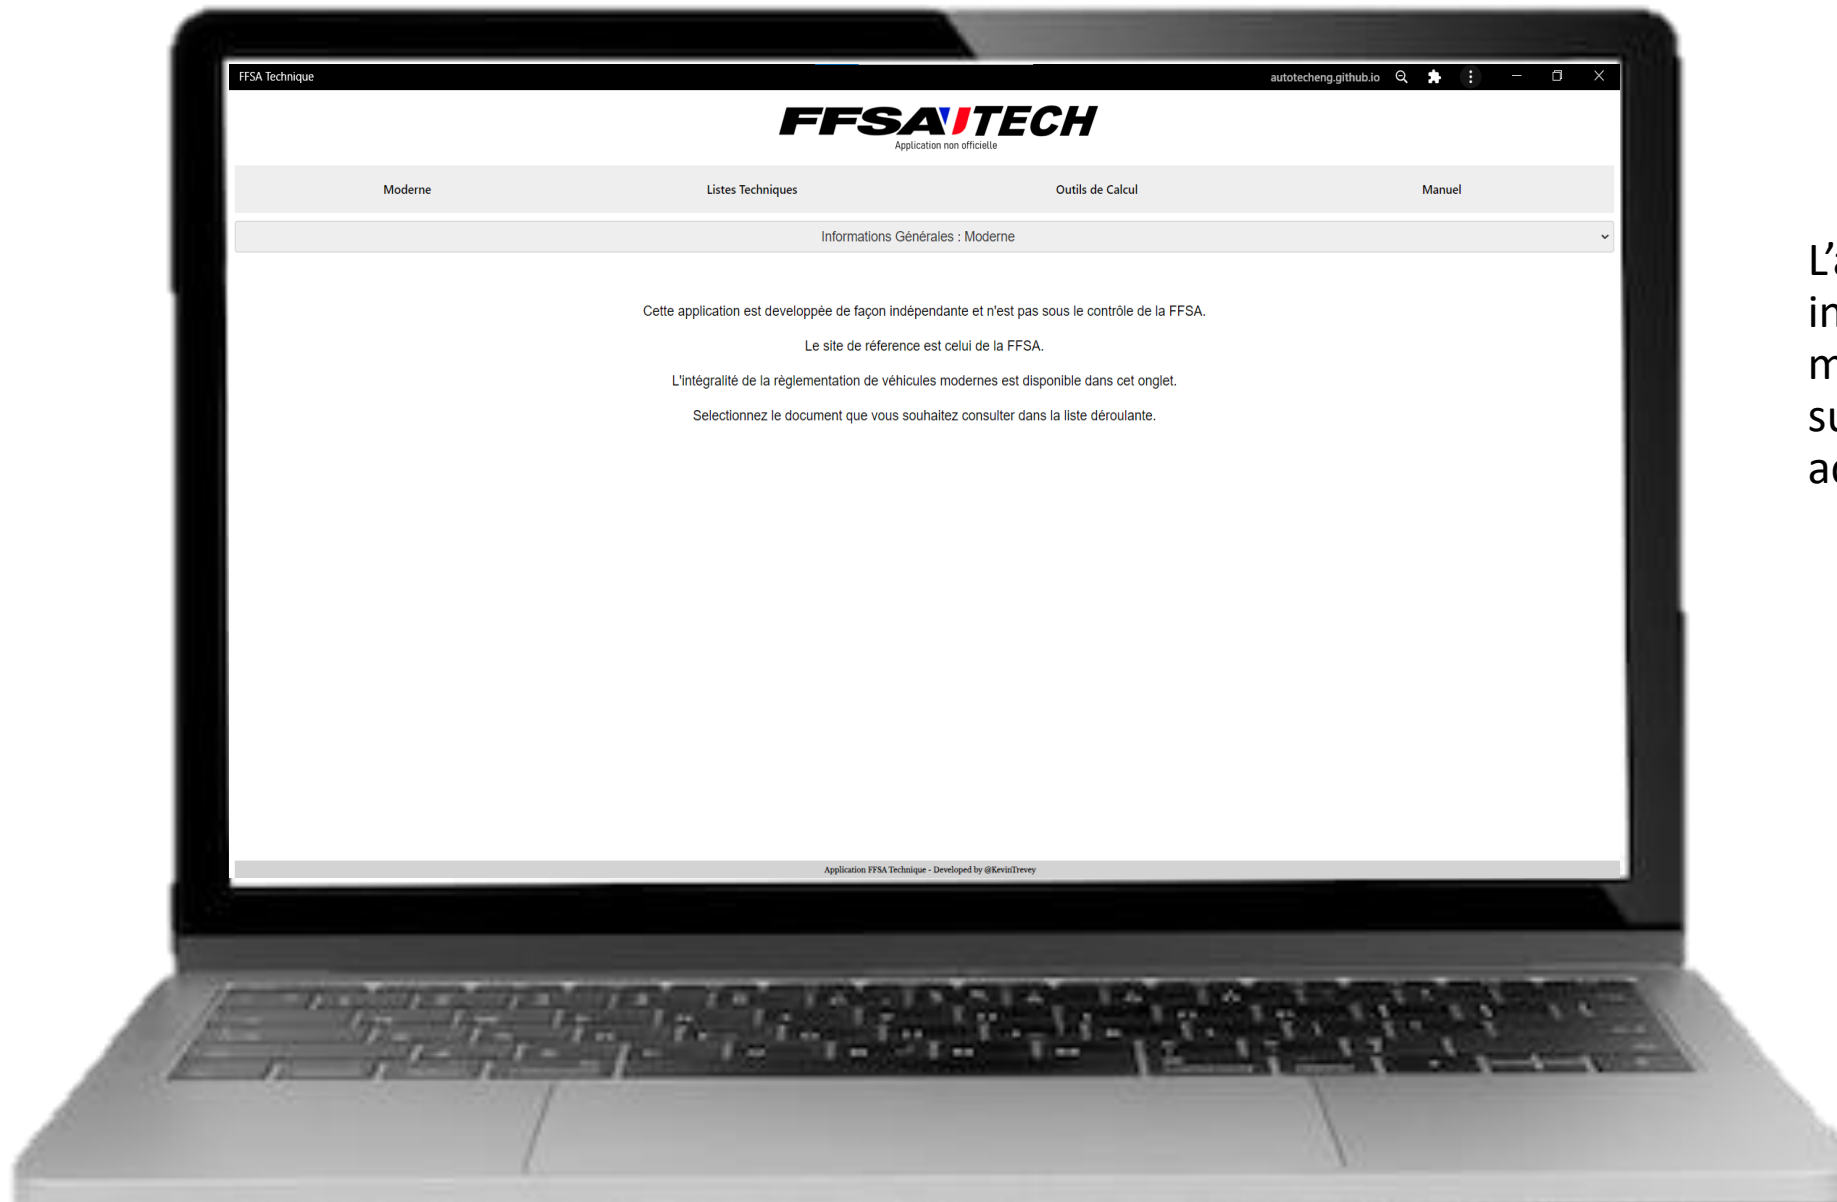 FFSA Technique
autotecheng.github.io
FFSA TECH
Application non officielle
Moderne Listes Techniques Outils de Calcul Manuel
Informations Générales : Moderne
Cette application est developpée de façon indépendante et n'est pas sous le contrôle de la FFSA.
Le site de réference est celui de la FFSA.
L'intégralité de la règlementation de véhicules modernes est disponible dans cet onglet.
Selectionnez le document que vous souhaitez consulter dans la liste déroulante.
Application FFSA Technique - Developed by @KevinTrevey